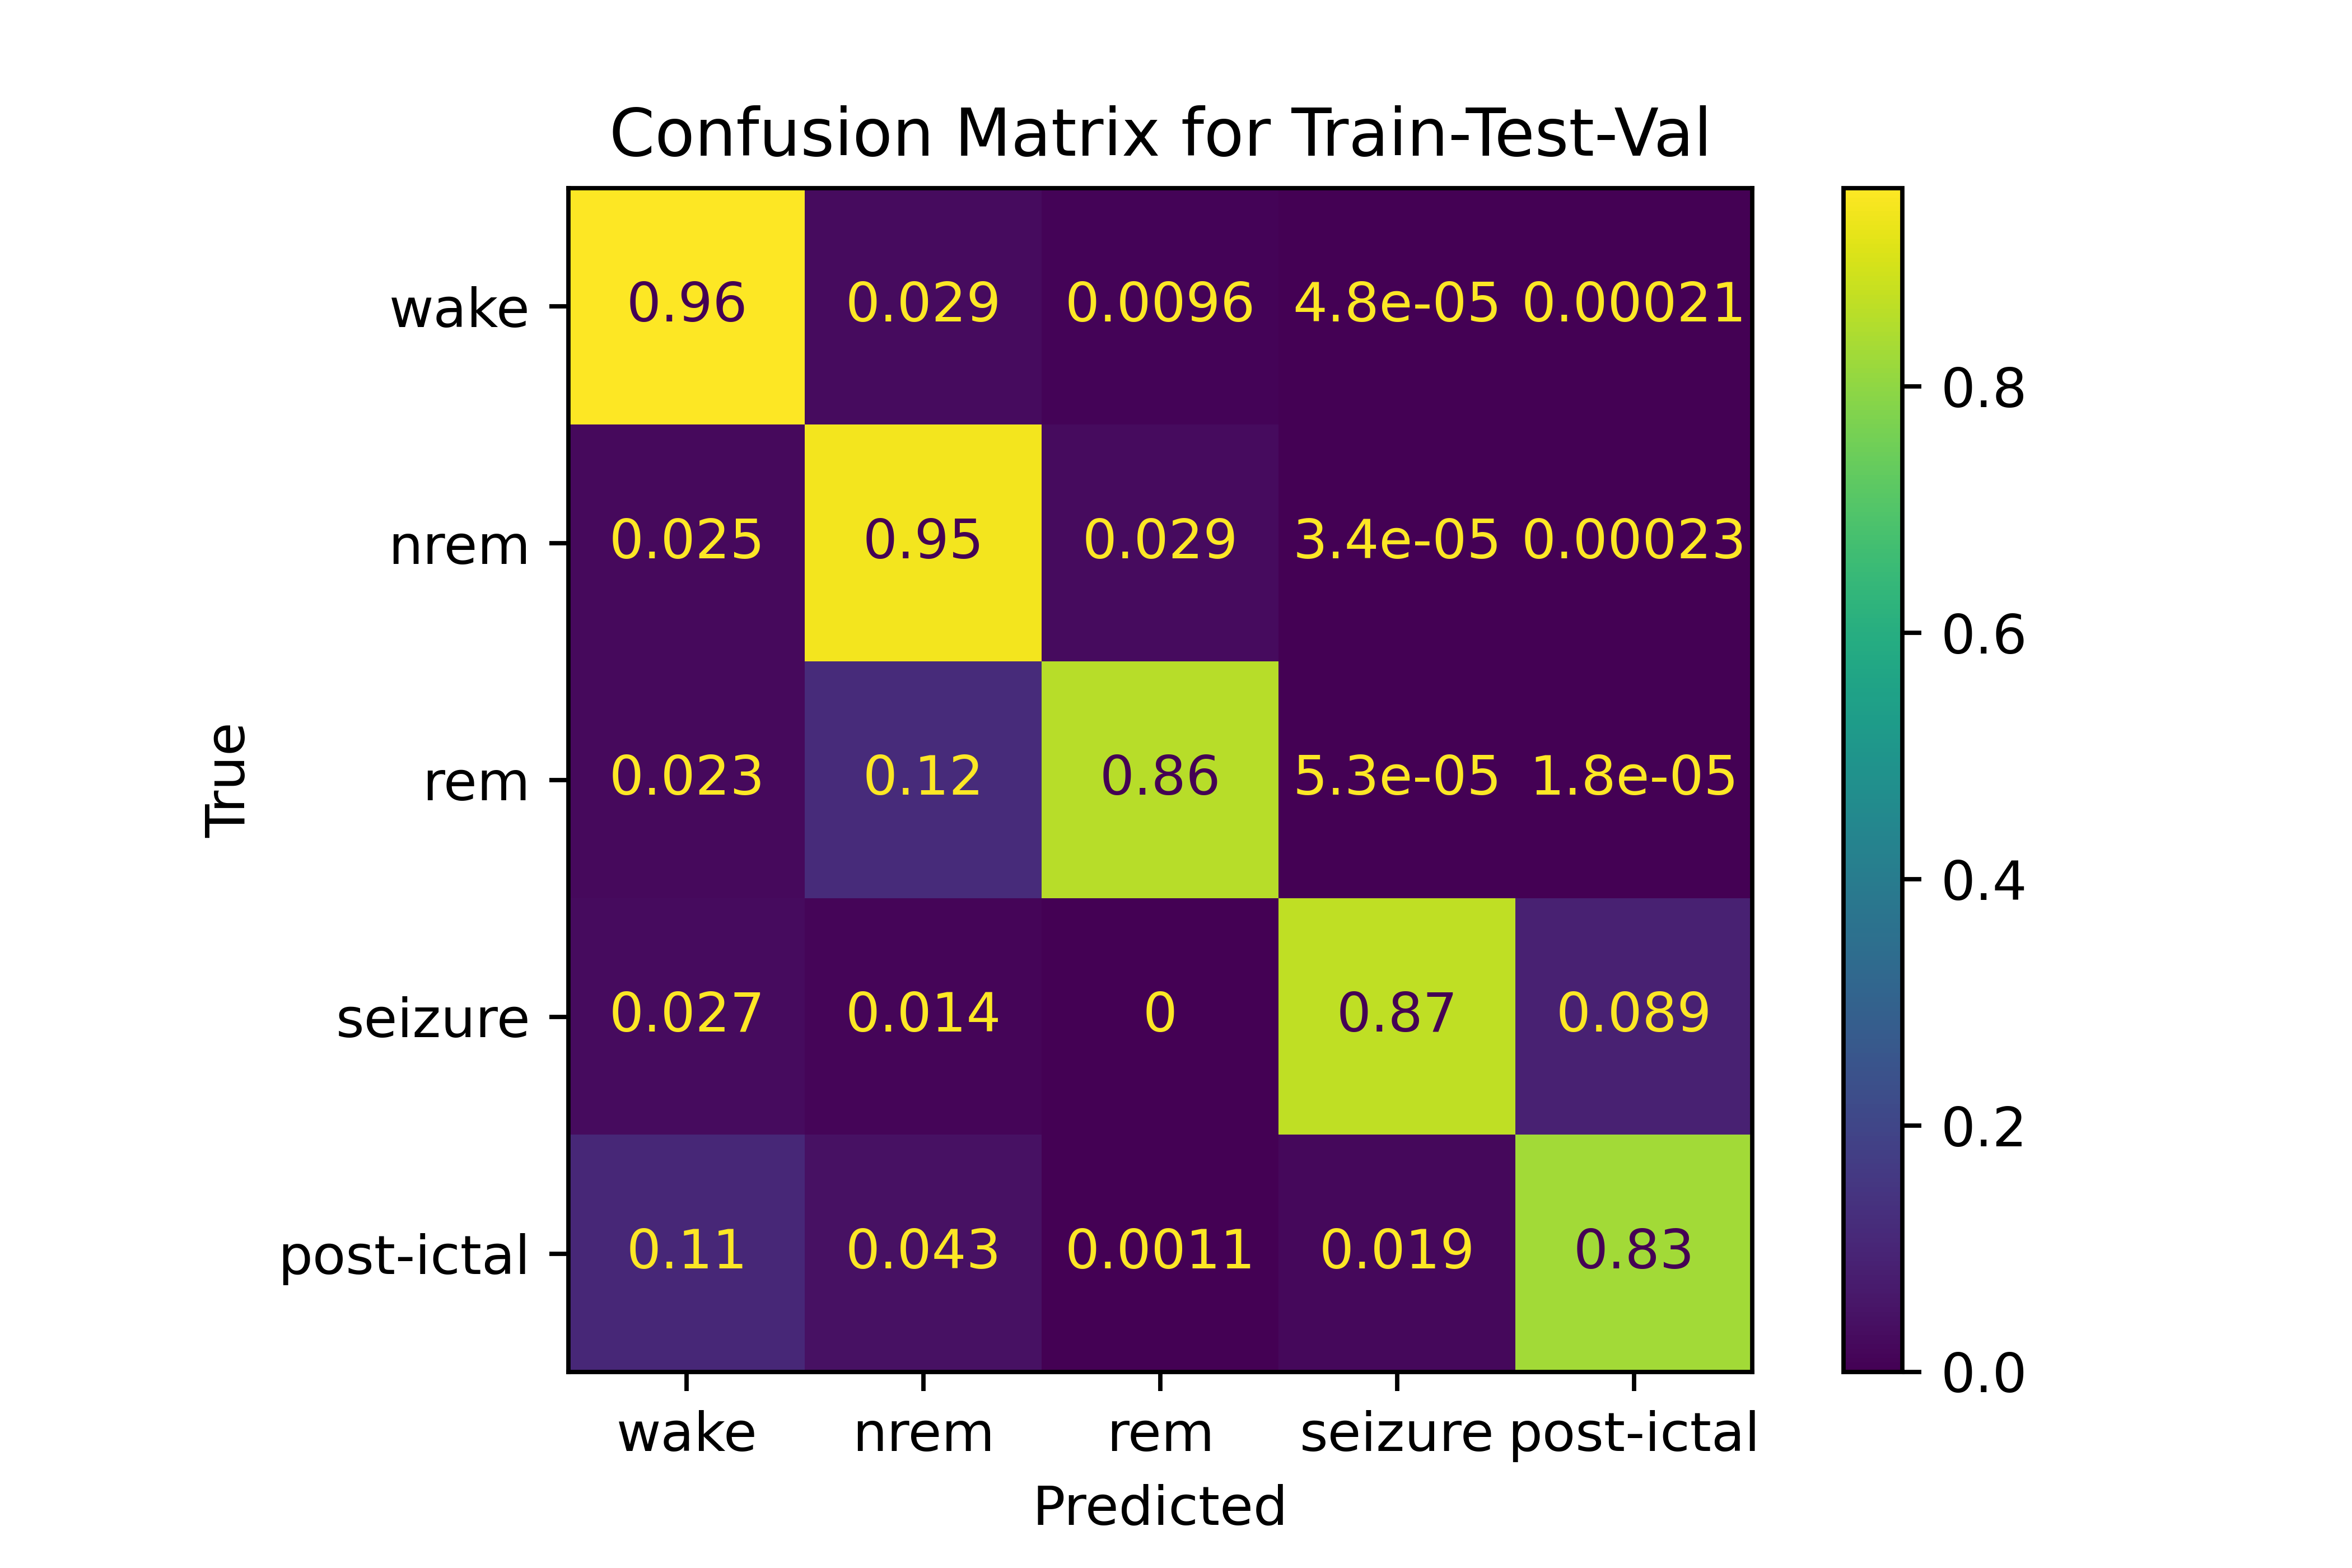 Confusion Matrix for Train-Test-Val
wake 0.96 0.029 0.0096 4.8e-05 0.00021
nrem 0.025 0.95 0.029 3.4e-05 0.00023
rem 0.023 0.12 0.86 5.3e-05 1.8e-05
seizure 0.027 0.014 0 0.87 0.089
post-ictal 0.11 0.043 0.0011 0.019 0.83
True
wake nrem rem seizure post-ictal
Predicted
0.8
0.6
0.4
0.2
0.0